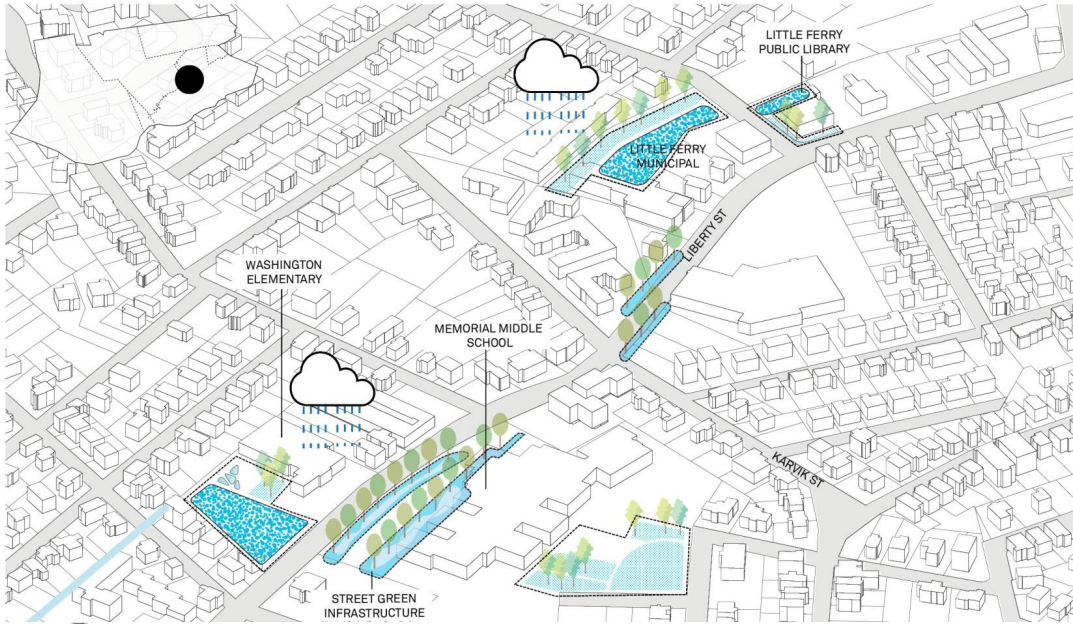 LITTLE FERRY
PUBLIC LIBRARY
LITTLE FERRY
MUNICIPAL
LIBERTY ST
WASHINGTON
ELEMENTARY
MEMORIAL MIDDLE
SCHOOL
KARVIK ST
STREET GREEN
INFRASTRUCTURE